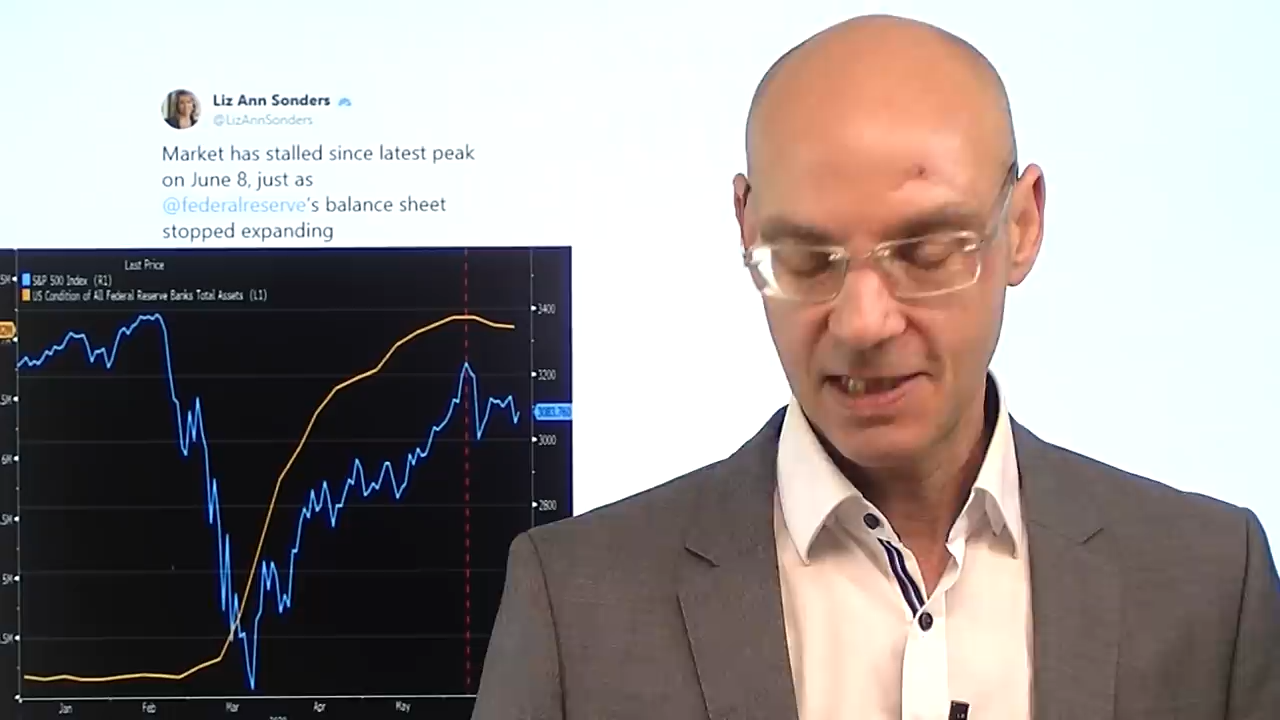 Liz Ann Sonders
@LizAnnSonders
Market has stalled since latest peak
on June 8, just as
@federalreserve's balance sheet
stopped expanding
Last Price
S&P 500 Index (R1)
US Condition of All Federal Reserve Banks Total Assets (L1)
3400
3200
3083.760
3000
2800
Jan
Feb
Mar
Apr
May